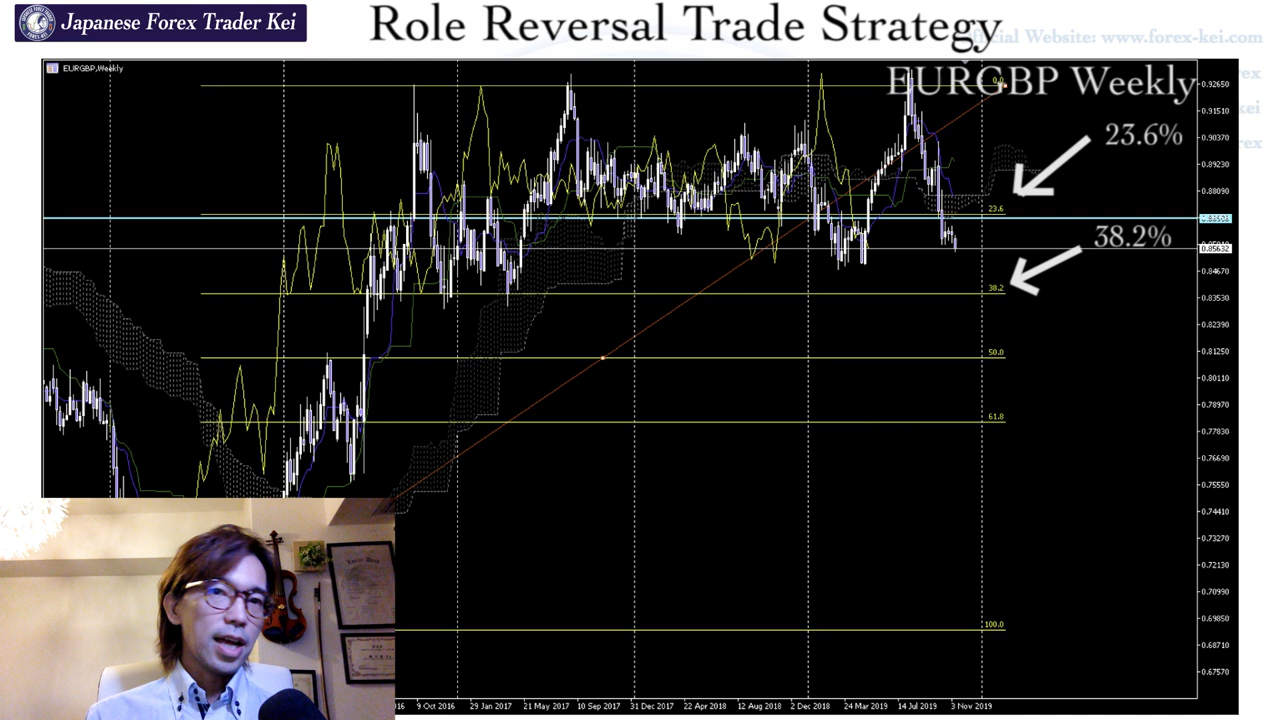 Japanese Forex Trader Kei
Role Reversal Trade Strategy
Official Website: www.forex-kei.com
EURGBP,Weekly
EURGBP Weekly
0.0
23.6%
23.6
38.2%
38.2
50.0
61.8
100.0
0.92650
0.91510
0.90370
0.89230
0.88090
0.85632
0.84670
0.83530
0.82390
0.81250
0.80110
0.78970
0.77830
0.76690
0.75550
0.74410
0.73270
0.72130
0.70990
0.69850
0.68710
0.67570
9 Oct 2016
29 Jan 2017
21 May 2017
10 Sep 2017
31 Dec 2017
22 Apr 2018
12 Aug 2018
2 Dec 2018
24 Mar 2019
14 Jul 2019
3 Nov 2019